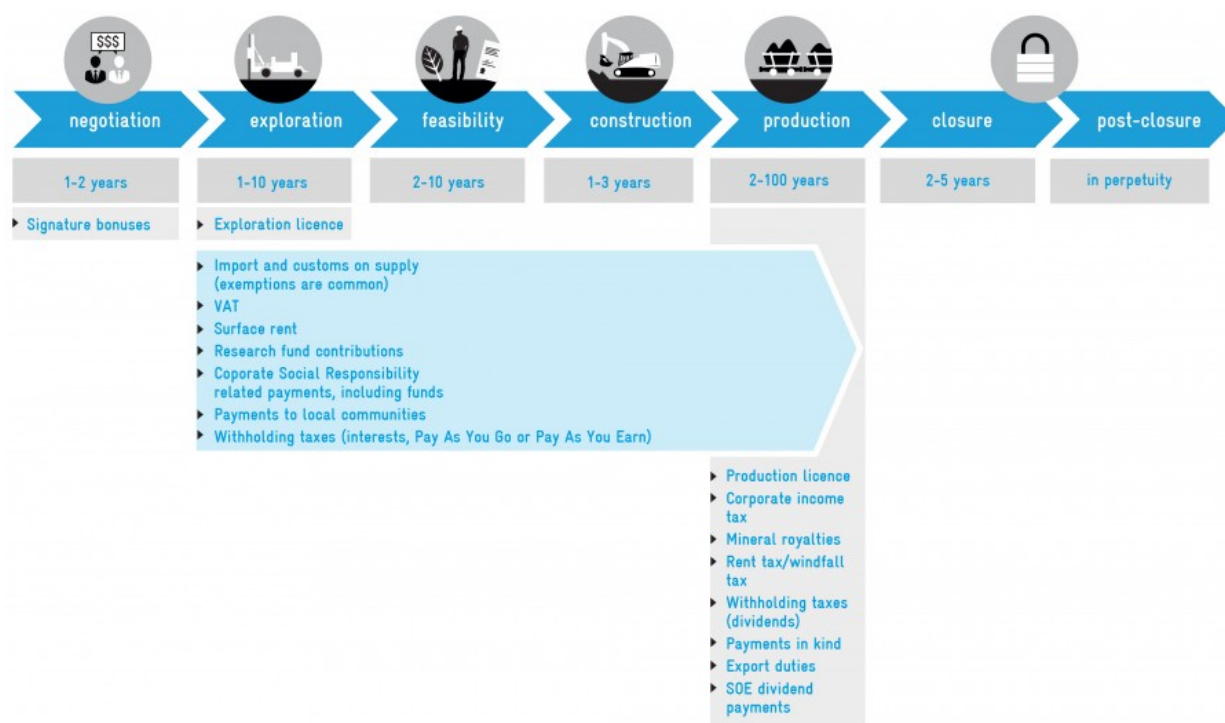 $$$
negotiation
exploration
feasibility
construction
production
closure
post-closure
1-2 years
1-10 years
2-10 years
1-3 years
2-100 years
2-5 years
in perpetuity
Signature bonuses
Exploration licence
Import and customs on supply
(exemptions are common)
VAT
Surface rent
Research fund contributions
Coporate Social Responsibility
related payments, including funds
Payments to local communities
Withholding taxes (interests, Pay As You Go or Pay As You Earn)
Production licence
Corporate income
tax
Mineral royalties
Rent tax/windfall
tax
Withholding taxes
(dividends)
Payments in kind
Export duties
SOE dividend
payments